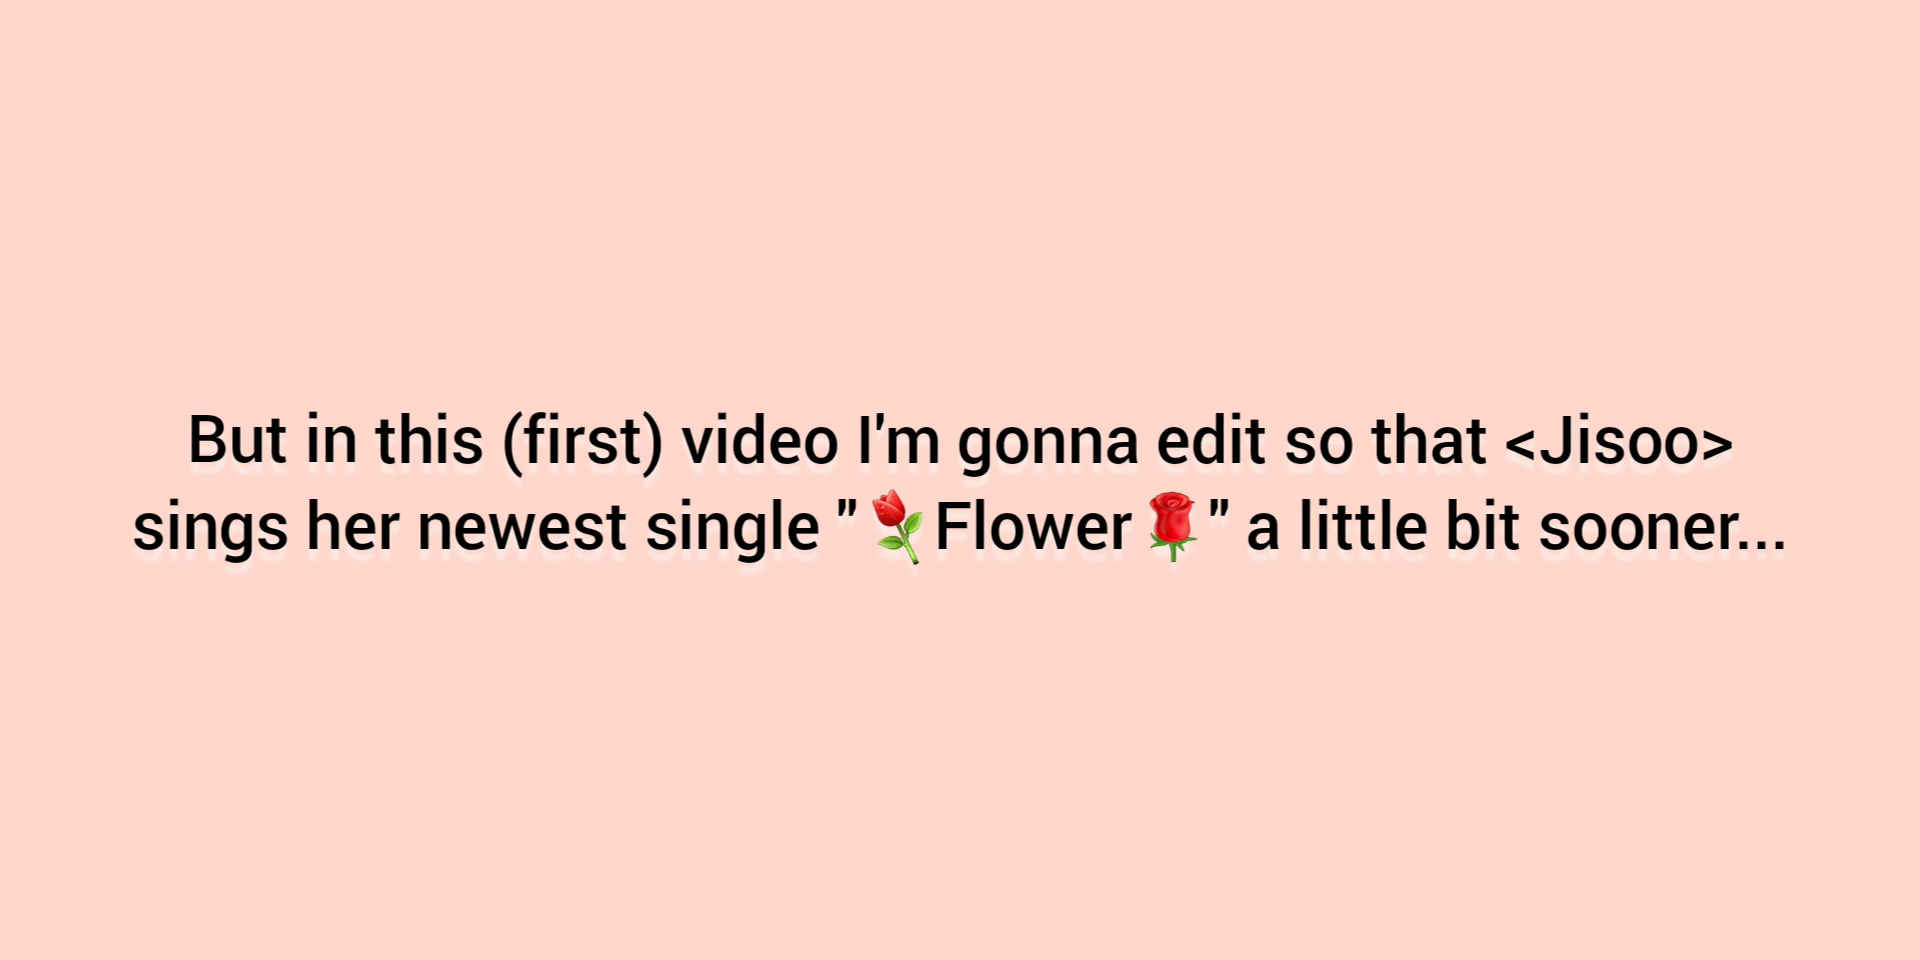 But in this (first) video I'm gonna edit so that <Jisoo>
sings her newest single "🌹Flower🌹" a little bit sooner...